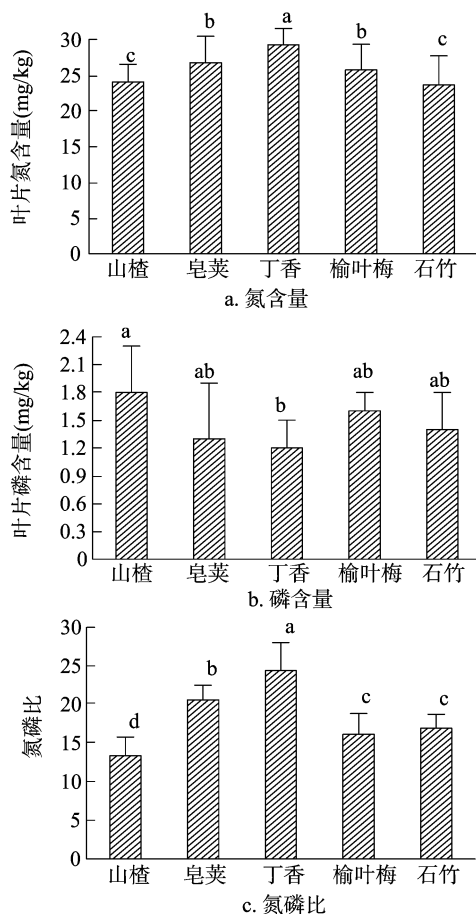 叶片氮含量(mg/kg)
30
25
20
15
10
5
0
c
b
a
b
c
山楂
皂荚
丁香
榆叶梅
石竹
a. 氮含量
叶片磷含量(mg/kg)
2.4
2.1
1.8
1.5
1.2
0.9
0.6
0.3
0
a
ab
b
ab
ab
山楂
皂荚
丁香
榆叶梅
石竹
b. 磷含量
氮磷比
30
25
20
15
10
5
0
d
b
a
c
c
山楂
皂荚
丁香
榆叶梅
石竹
c. 氮磷比